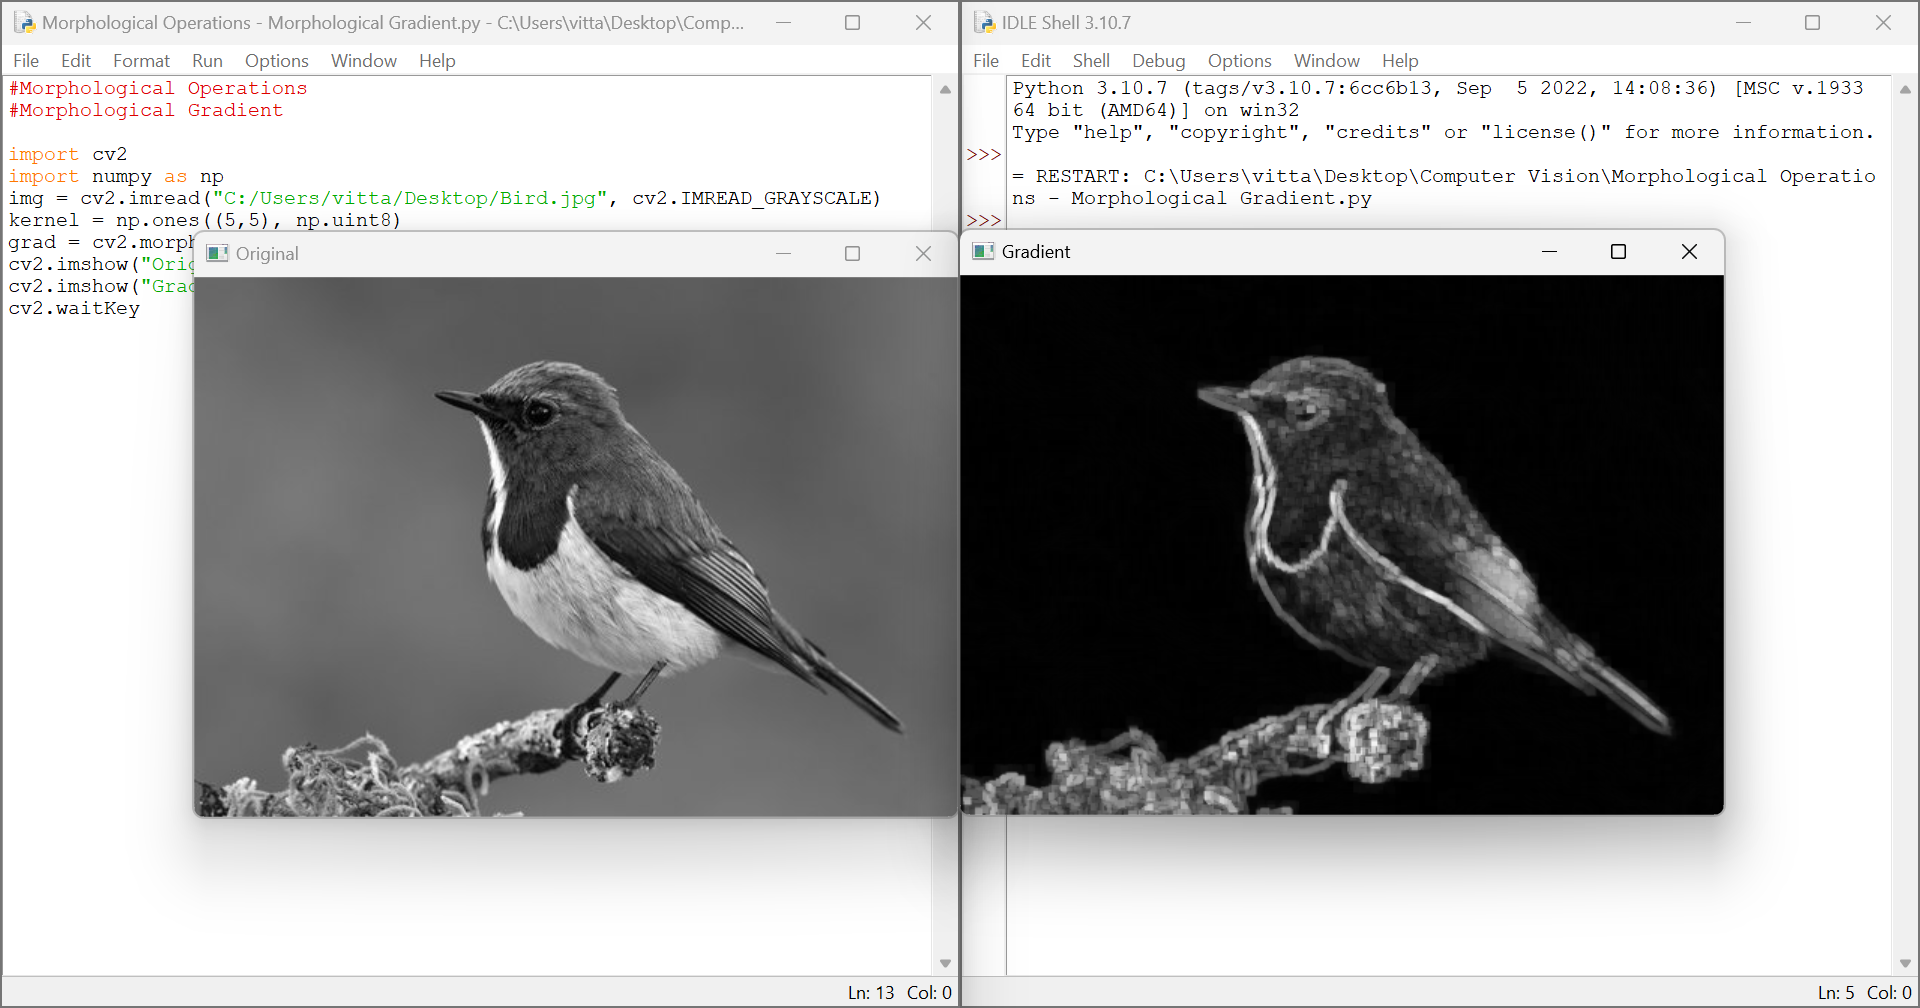 Morphological Operations - Morphological Gradient.py - C:\Users\vitta\Desktop\Comp...
File Edit Format Run Options Window Help
#Morphological Operations
#Morphological Gradient
import cv2
import numpy as np
img = cv2.imread("C:/Users/vitta/Desktop/Bird.jpg", cv2.IMREAD_GRAYSCALE)
kernel = np.ones((5,5), np.uint8)
grad = cv2.morph
cv2.imshow("Orig
cv2.imshow("Grad
cv2.waitKey
Original
Ln: 13 Col: 0
IDLE Shell 3.10.7
File Edit Shell Debug Options Window Help
Python 3.10.7 (tags/v3.10.7:6cc6b13, Sep  5 2022, 14:08:36) [MSC v.1933
64 bit (AMD64)] on win32
Type "help", "copyright", "credits" or "license()" for more information.
>>>
= RESTART: C:\Users\vitta\Desktop\Computer Vision\Morphological Operatio
ns - Morphological Gradient.py
>>>
Gradient
Ln: 5 Col: 0